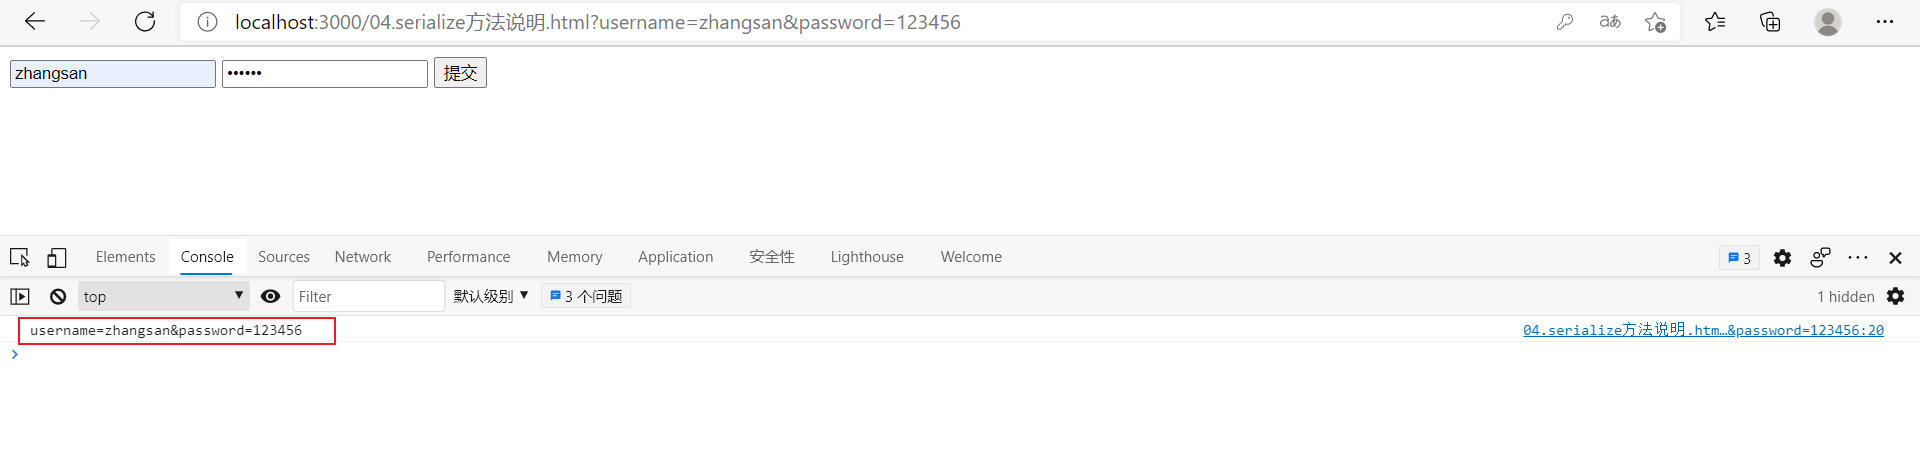 localhost:3000/04.serialize方法说明.html?username=zhangsan&password=123456
zhangsan •••••• 提交
Elements Console Sources Network Performance Memory Application 安全性 Lighthouse Welcome 3
top Filter 默认级别 3 个问题 1 hidden
username=zhangsan&password=123456 04.serialize方法说明.htm…&password=123456:20